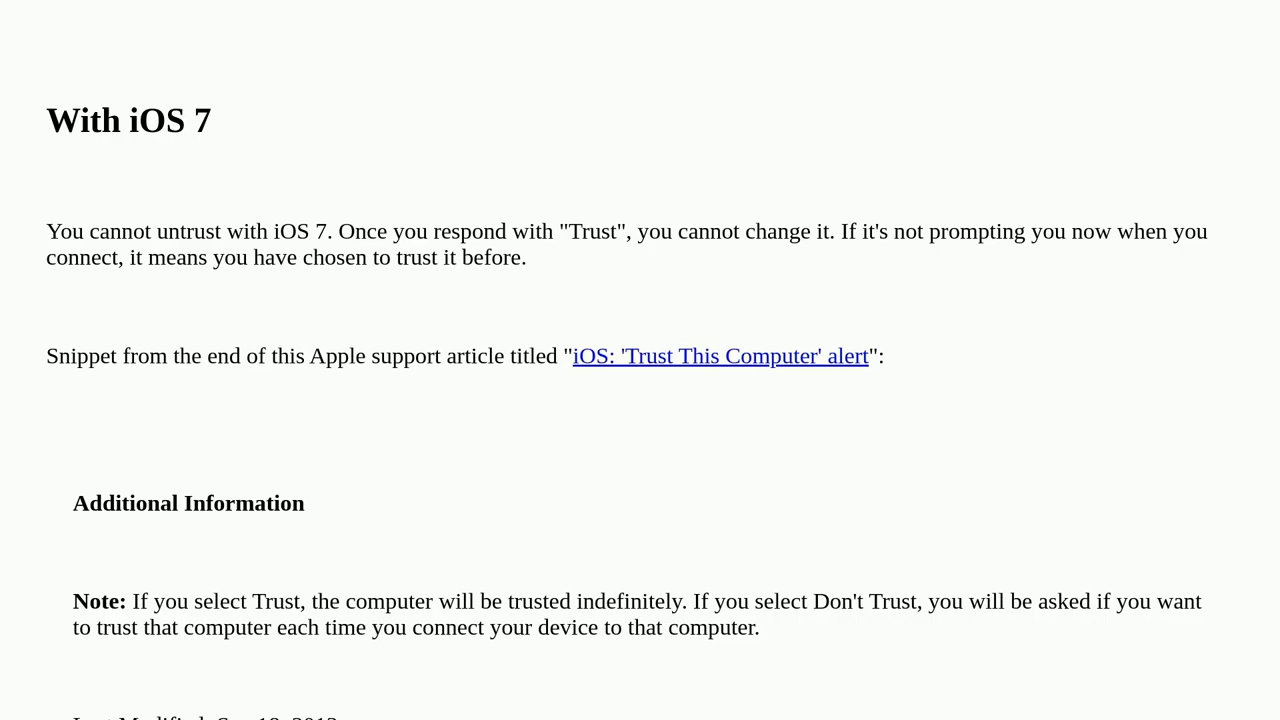 With iOS 7
You cannot untrust with iOS 7. Once you respond with "Trust", you cannot change it. If it's not prompting you now when you
connect, it means you have chosen to trust it before.
Snippet from the end of this Apple support article titled "iOS: 'Trust This Computer' alert":
Additional Information
Note: If you select Trust, the computer will be trusted indefinitely. If you select Don't Trust, you will be asked if you want
to trust that computer each time you connect your device to that computer.